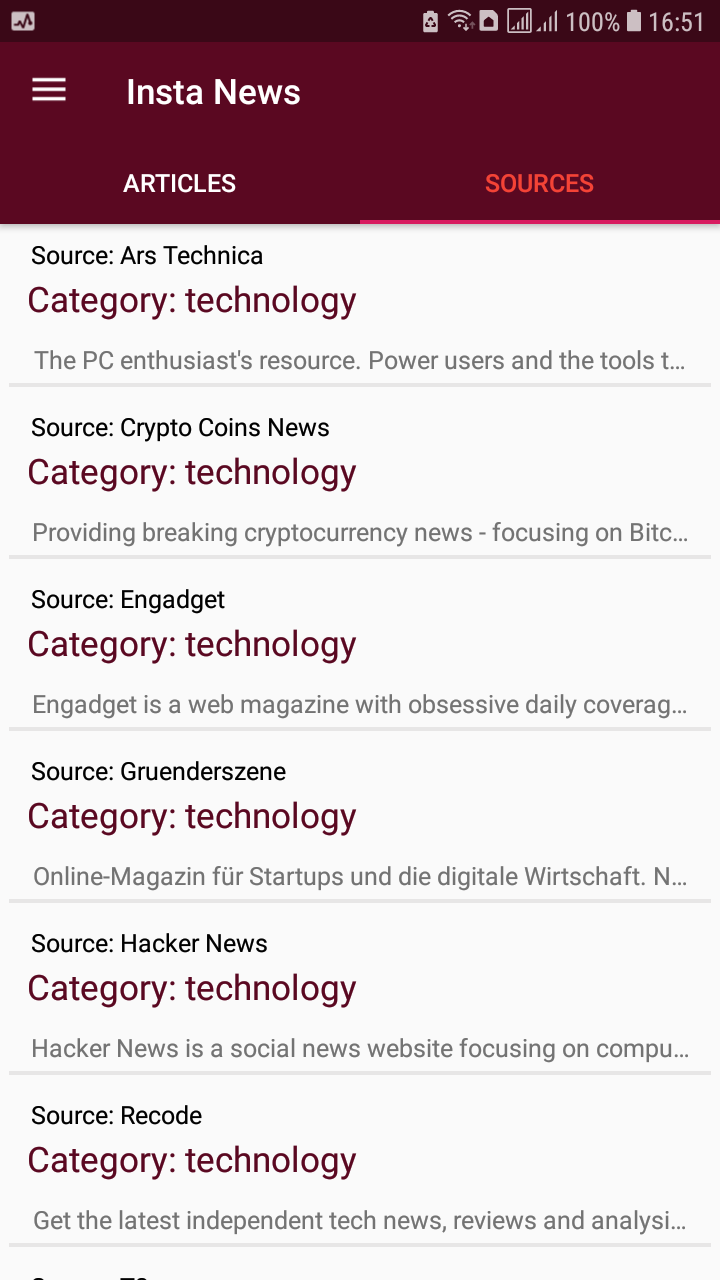 100% 16:51
Insta News
ARTICLES SOURCES
Source: Ars Technica
Category: technology
The PC enthusiast's resource. Power users and the tools t...
Source: Crypto Coins News
Category: technology
Providing breaking cryptocurrency news - focusing on Bitc...
Source: Engadget
Category: technology
Engadget is a web magazine with obsessive daily coverag...
Source: Gruenderszene
Category: technology
Online-Magazin für Startups und die digitale Wirtschaft. N...
Source: Hacker News
Category: technology
Hacker News is a social news website focusing on compu...
Source: Recode
Category: technology
Get the latest independent tech news, reviews and analysi...